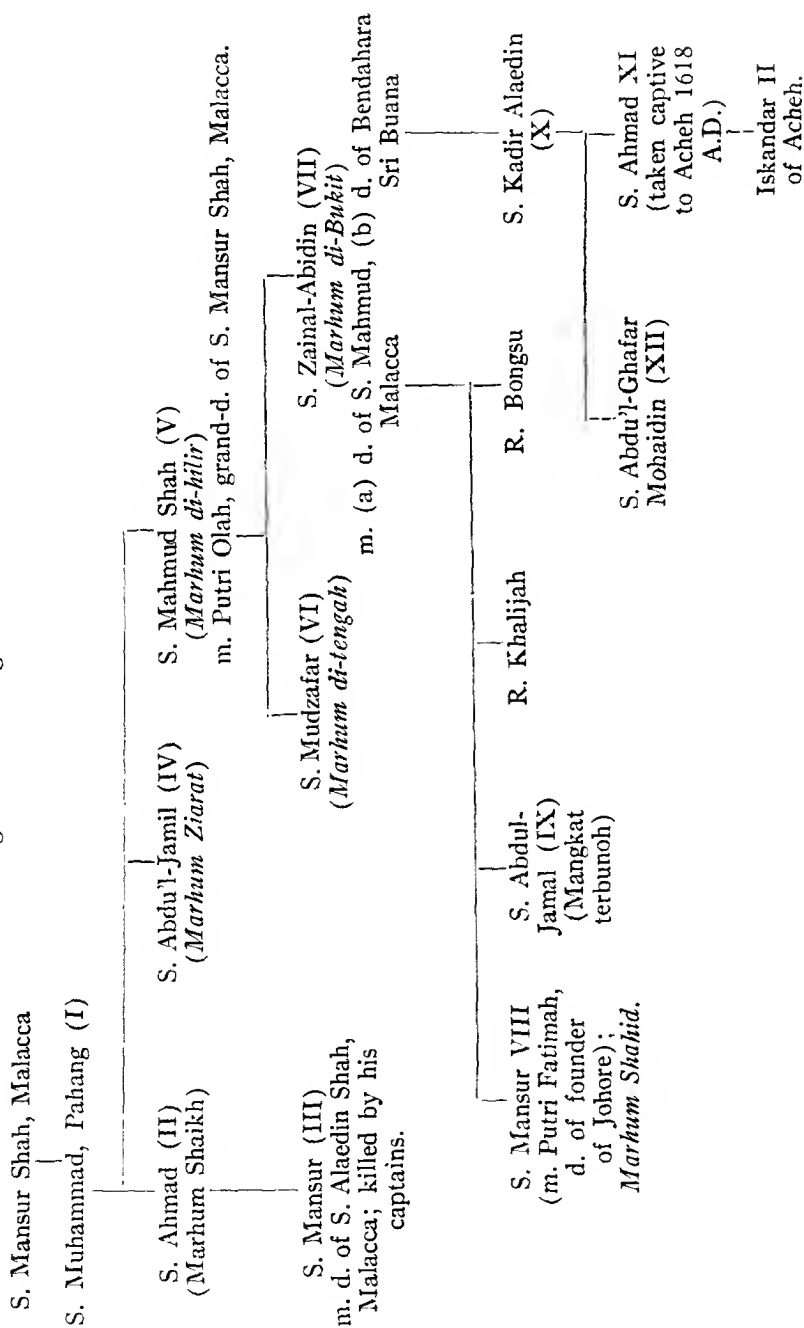 S. Mansur Shah, Malacca
S. Muhammad, Pahang (I)
S. Ahmad (II)
(Marhum Shaikh)
S. Abdu'l-Jamil (IV)
(Marhum Ziarat)
S. Mahmud Shah (V)
(Marhum di-hilir)
m. Putri Olah, grand-d. of S. Mansur Shah, Malacca.
S. Mansur (III)
m. d. of S. Alaedin Shah,
Malacca; killed by his
captains.
S. Mudzafar (VI)
(Marhum di-tengah)
S. Zainal-Abidin (VII)
(Marhum di-Bukit)
m. (a) d. of S. Mahmud, (b) d. of Bendahara
Malacca Sri Buana
S. Mansur VIII
(m. Putri Fatimah,
d. of founder
of Johore);
Marhum Shahid.
S. Abdul-
Jamal (IX)
(Mangkat
terbunoh)
R. Khalijah
R. Bongsu
S. Kadir Alaedin
(X)
S. Abdu'l-Ghafar
Mohaidin (XII)
S. Ahmad XI
(taken captive
to Acheh 1618
A.D.)
Iskandar II
of Acheh.